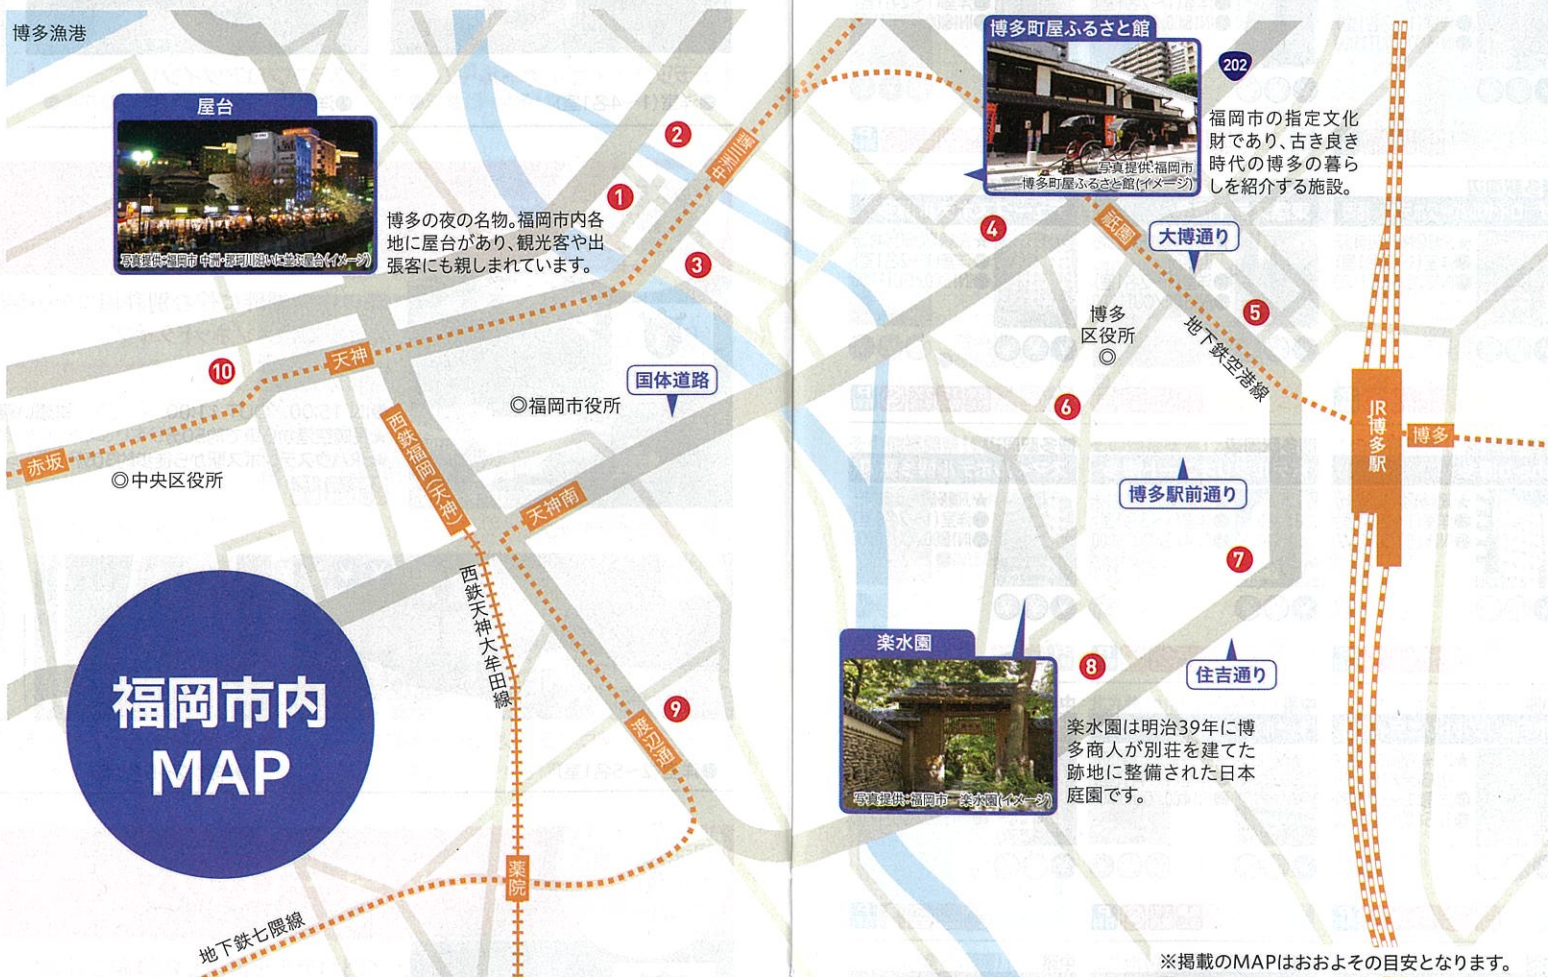 博多漁港
屋台
写真提供:福岡市 中洲・那珂川沿いに並ぶ屋台(イメージ)
博多の夜の名物。福岡市内各
地に屋台があり、観光客や出
張客にも親しまれています。
博多町屋ふるさと館
写真提供:福岡市
博多町屋ふるさと館(イメージ)
202
福岡市の指定文化
財であり、古き良き
時代の博多の暮ら
しを紹介する施設。
2
中洲川端
1
3
4
祇園
大博通り
5
博多
区役所
◎
地下鉄空港線
10
天神
国体道路
◎福岡市役所
6
JR博多駅
博多
赤坂
◎中央区役所
西鉄福岡(天神)
天神南
博多駅前通り
7
西鉄天神大牟田線
福岡市内
MAP
9
渡辺通
楽水園
写真提供:福岡市 楽水園(イメージ)
8
住吉通り
楽水園は明治39年に博
多商人が別荘を建てた
跡地に整備された日本
庭園です。
薬院
地下鉄七隈線
※掲載のMAPはおおよその目安となります。